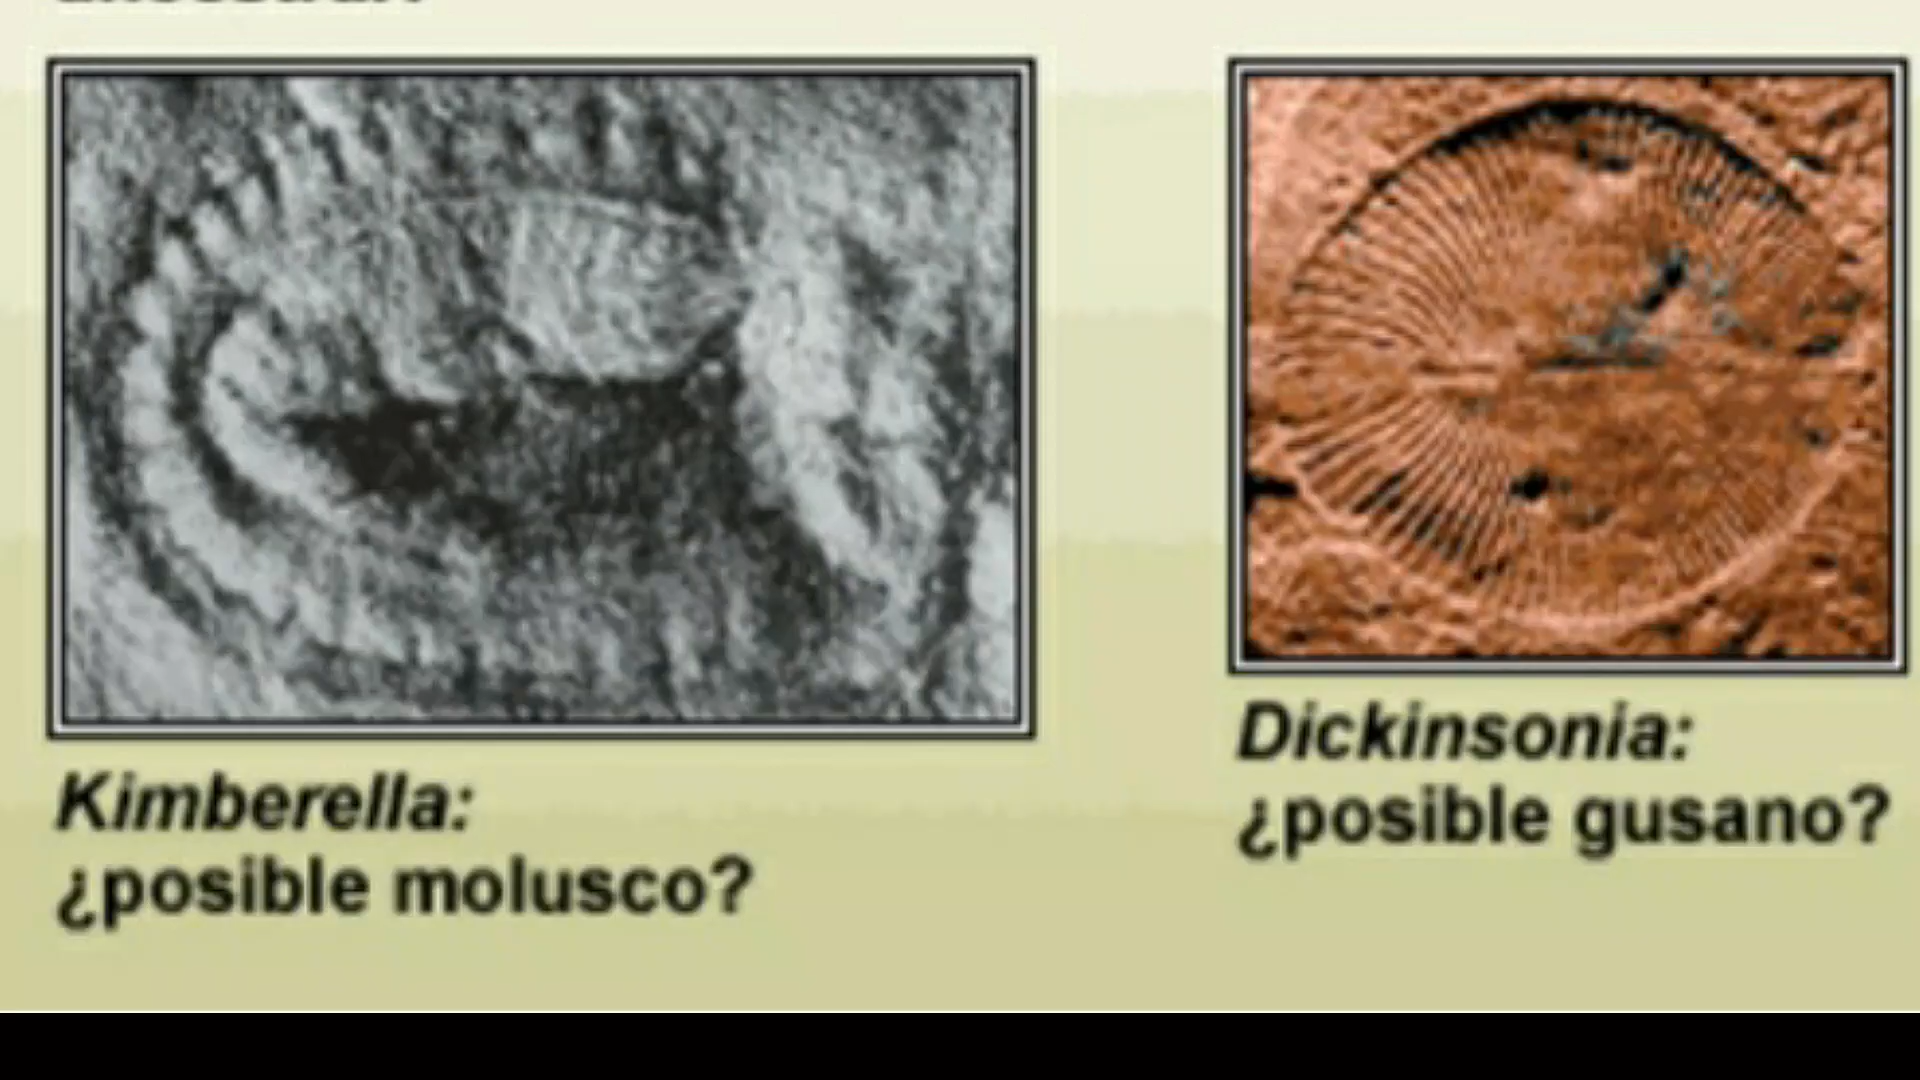 Kimberella:
¿posible molusco?
Dickinsonia:
¿posible gusano?